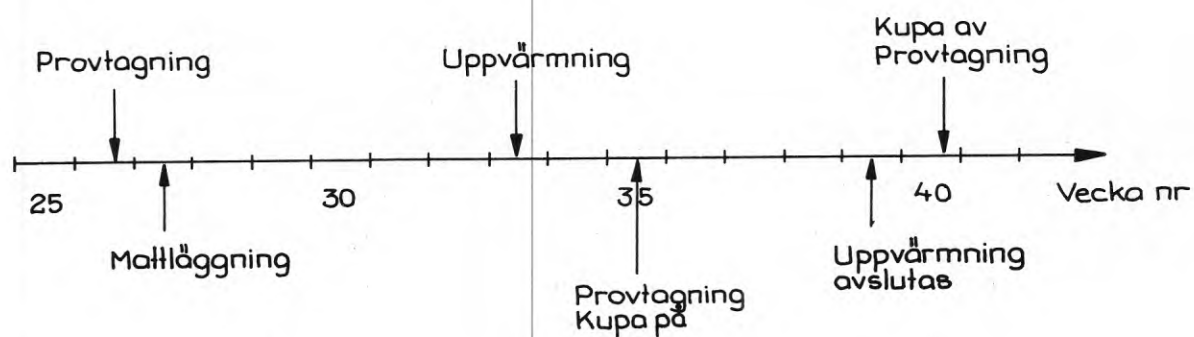 Provtagning
Uppvärmning
Kupa av
Provtagning
25
30
35
40
Vecka nr
Mattläggning
Provtagning
Kupa på
Uppvärmning
avslutas